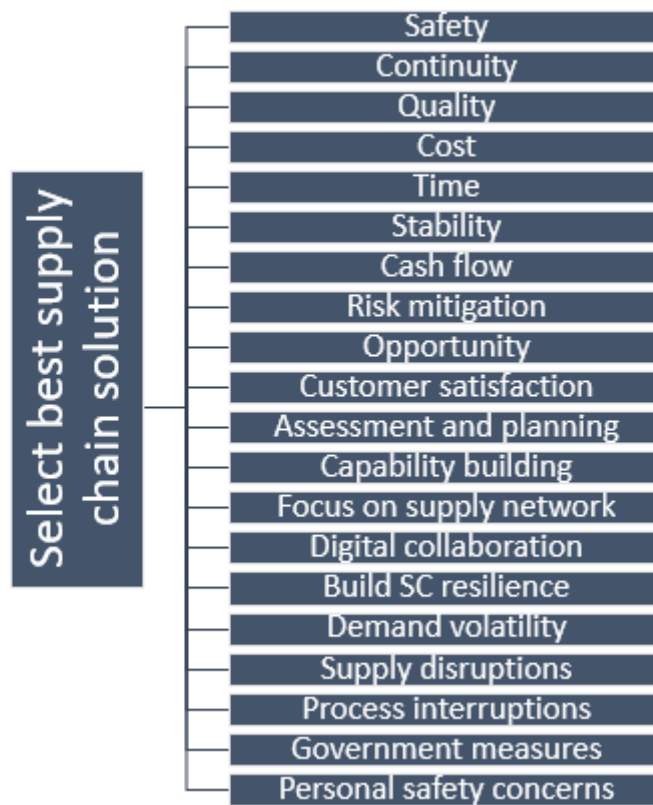 Select best supply
chain solution
Safety
Continuity
Quality
Cost
Time
Stability
Cash flow
Risk mitigation
Opportunity
Customer satisfaction
Assessment and planning
Capability building
Focus on supply network
Digital collaboration
Build SC resilience
Demand volatility
Supply disruptions
Process interruptions
Government measures
Personal safety concerns